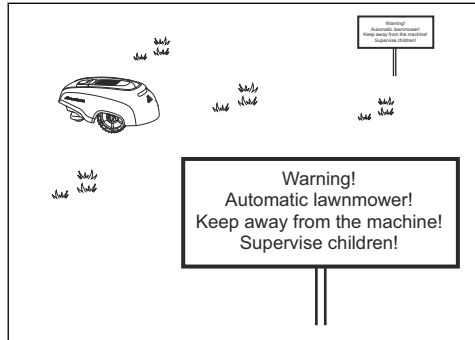 Warning!
Automatic lawnmower!
Keep away from the machine!
Supervise children!
Warning!
Automatic lawnmower!
Keep away from the machine!
Supervise children!